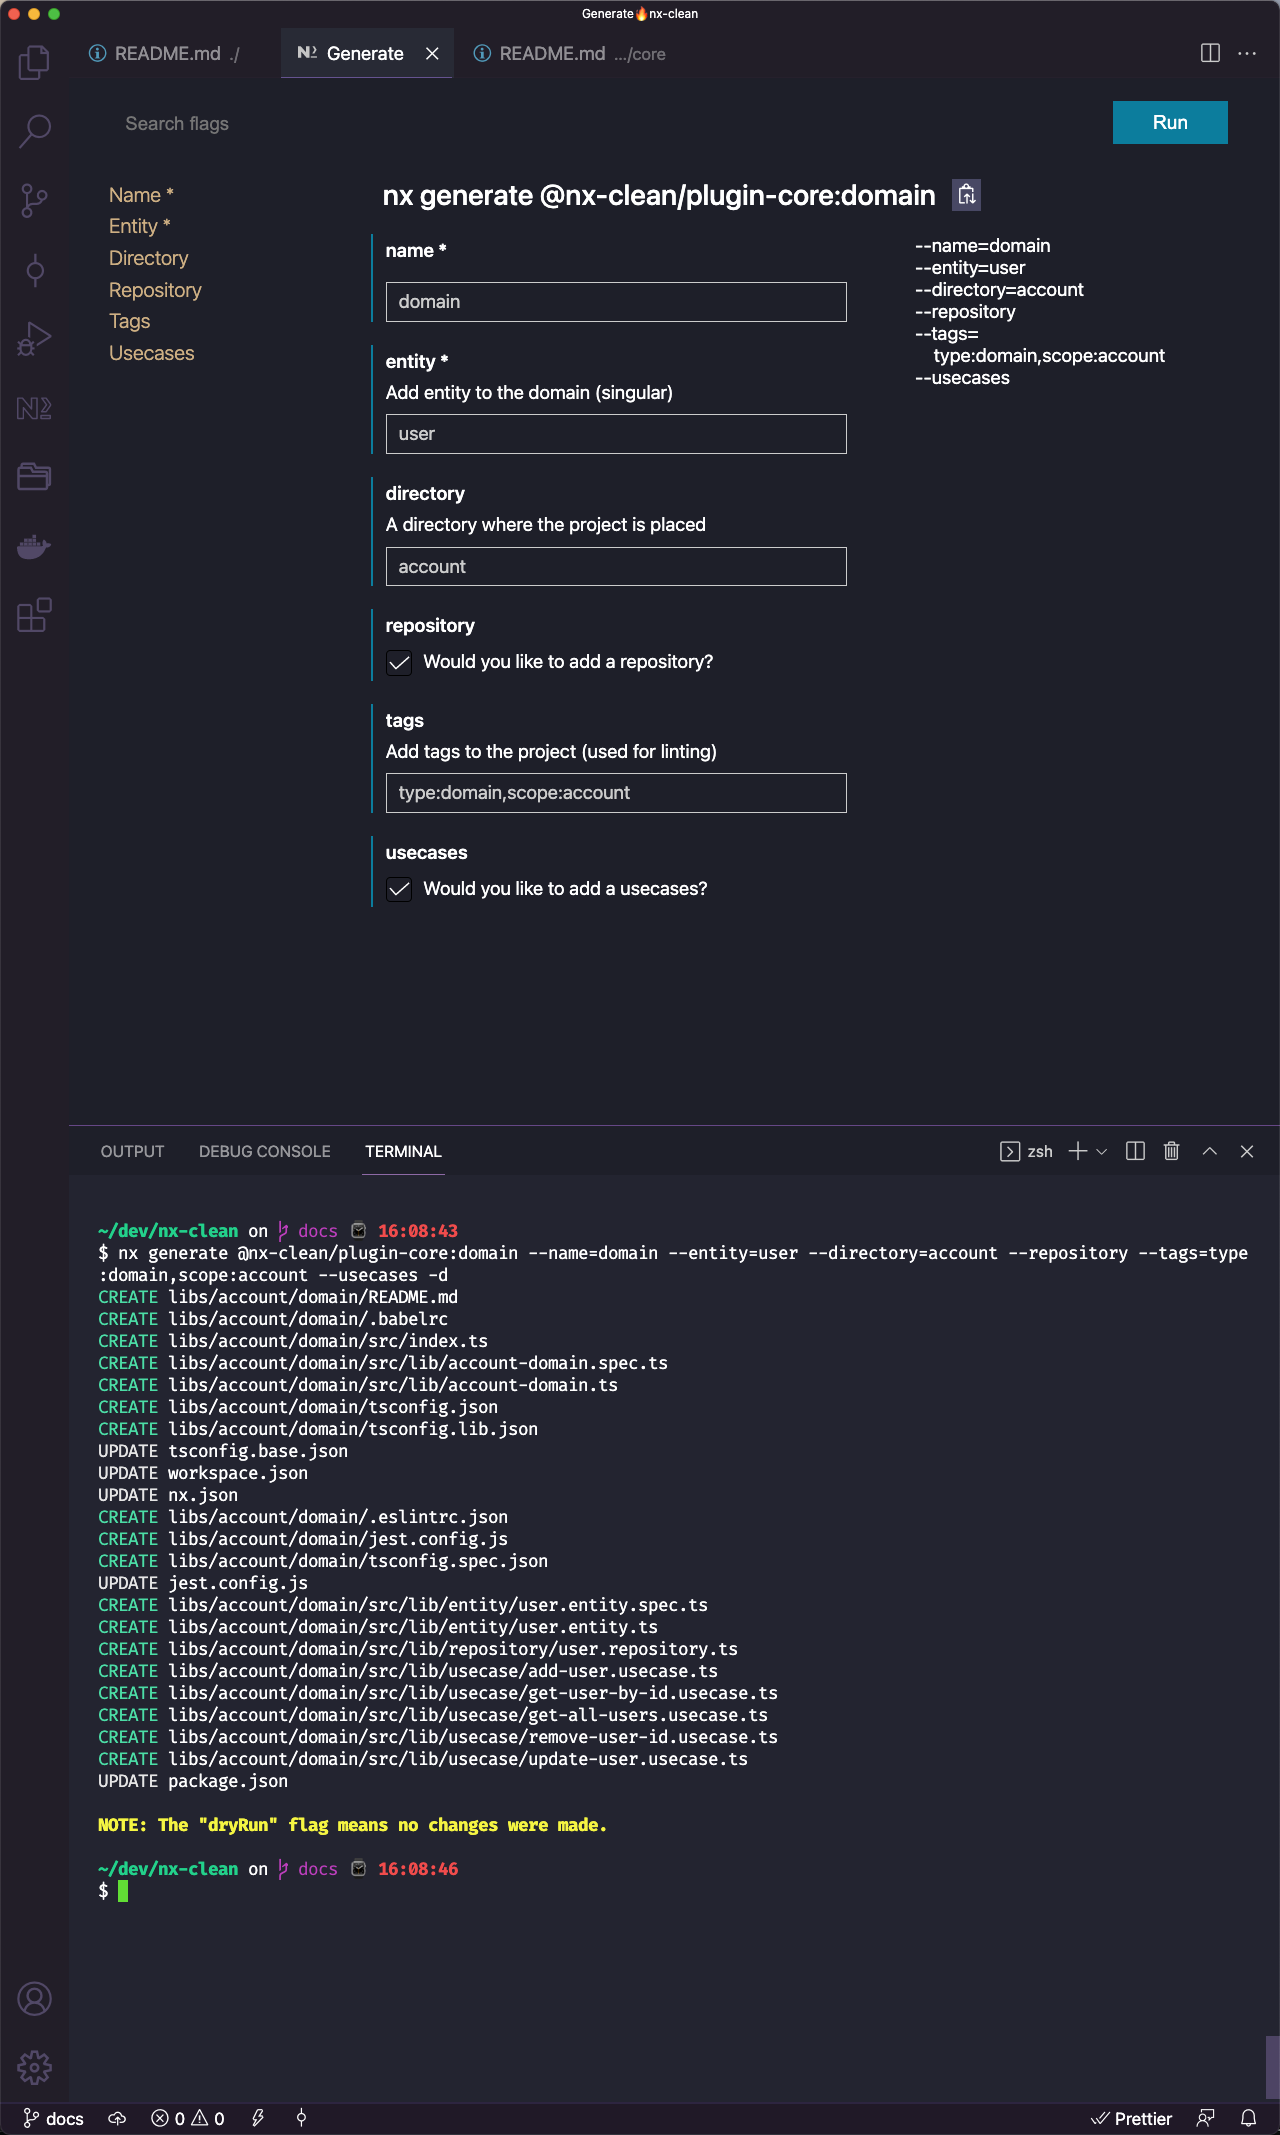 Generate🔥nx-clean
README.md ./
Generate
README.md .../core
Search flags
Run
Name *
Entity *
Directory
Repository
Tags
Usecases
nx generate @nx-clean/plugin-core:domain
name *
domain
entity *
Add entity to the domain (singular)
user
directory
A directory where the project is placed
account
repository
Would you like to add a repository?
tags
Add tags to the project (used for linting)
type:domain,scope:account
usecases
Would you like to add a usecases?
--name=domain
--entity=user
--directory=account
--repository
--tags=
type:domain,scope:account
--usecases
OUTPUT DEBUG CONSOLE TERMINAL
zsh
~/dev/nx-clean on docs 16:08:43
$ nx generate @nx-clean/plugin-core:domain --name=domain --entity=user --directory=account --repository --tags=type
:domain,scope:account --usecases -d
CREATE libs/account/domain/README.md
CREATE libs/account/domain/.babelrc
CREATE libs/account/domain/src/index.ts
CREATE libs/account/domain/src/lib/account-domain.spec.ts
CREATE libs/account/domain/src/lib/account-domain.ts
CREATE libs/account/domain/tsconfig.json
CREATE libs/account/domain/tsconfig.lib.json
UPDATE tsconfig.base.json
UPDATE workspace.json
UPDATE nx.json
CREATE libs/account/domain/.eslintrc.json
CREATE libs/account/domain/jest.config.js
CREATE libs/account/domain/tsconfig.spec.json
UPDATE jest.config.js
CREATE libs/account/domain/src/lib/entity/user.entity.spec.ts
CREATE libs/account/domain/src/lib/entity/user.entity.ts
CREATE libs/account/domain/src/lib/repository/user.repository.ts
CREATE libs/account/domain/src/lib/usecase/add-user.usecase.ts
CREATE libs/account/domain/src/lib/usecase/get-user-by-id.usecase.ts
CREATE libs/account/domain/src/lib/usecase/get-all-users.usecase.ts
CREATE libs/account/domain/src/lib/usecase/remove-user-id.usecase.ts
CREATE libs/account/domain/src/lib/usecase/update-user.usecase.ts
UPDATE package.json
NOTE: The "dryRun" flag means no changes were made.
~/dev/nx-clean on docs 16:08:46
$
docs 0 0 Prettier